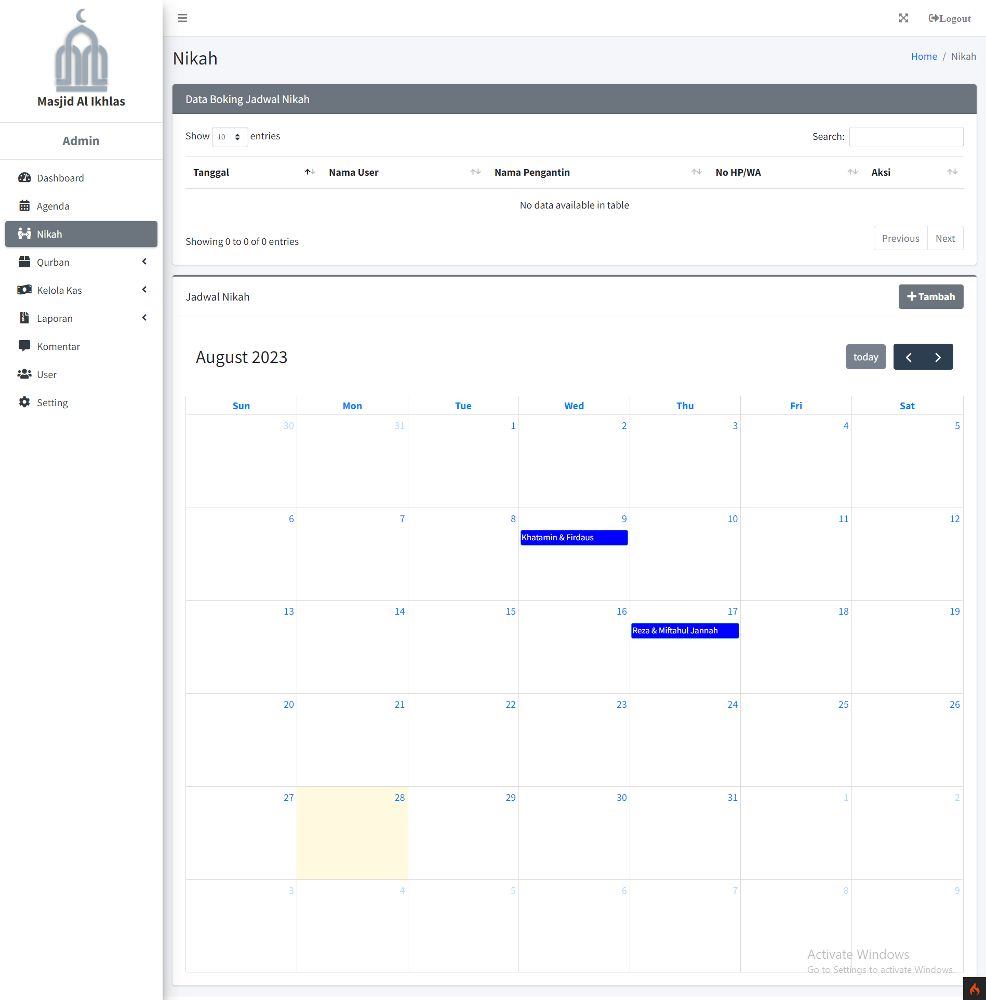 Masjid Al Ikhlas
Admin
Dashboard
Agenda
Nikah
Qurban
Kelola Kas
Laporan
Komentar
User
Setting
Logout
Nikah
Home / Nikah
Data Boking Jadwal Nikah
Show 10 entries
Search:
Tanggal Nama User Nama Pengantin No HP/WA Aksi
No data available in table
Showing 0 to 0 of 0 entries
Previous Next
Jadwal Nikah
Tambah
August 2023
today
Sun Mon Tue Wed Thu Fri Sat
30 31 1 2 3 4 5
6 7 8 9 10 11 12
Khatamin & Firdaus
13 14 15 16 17 18 19
Reza & Miftahul Jannah
20 21 22 23 24 25 26
27 28 29 30 31 1 2
3 4 5 6 7 8 9
Activate Windows
Go to Settings to activate Windows.